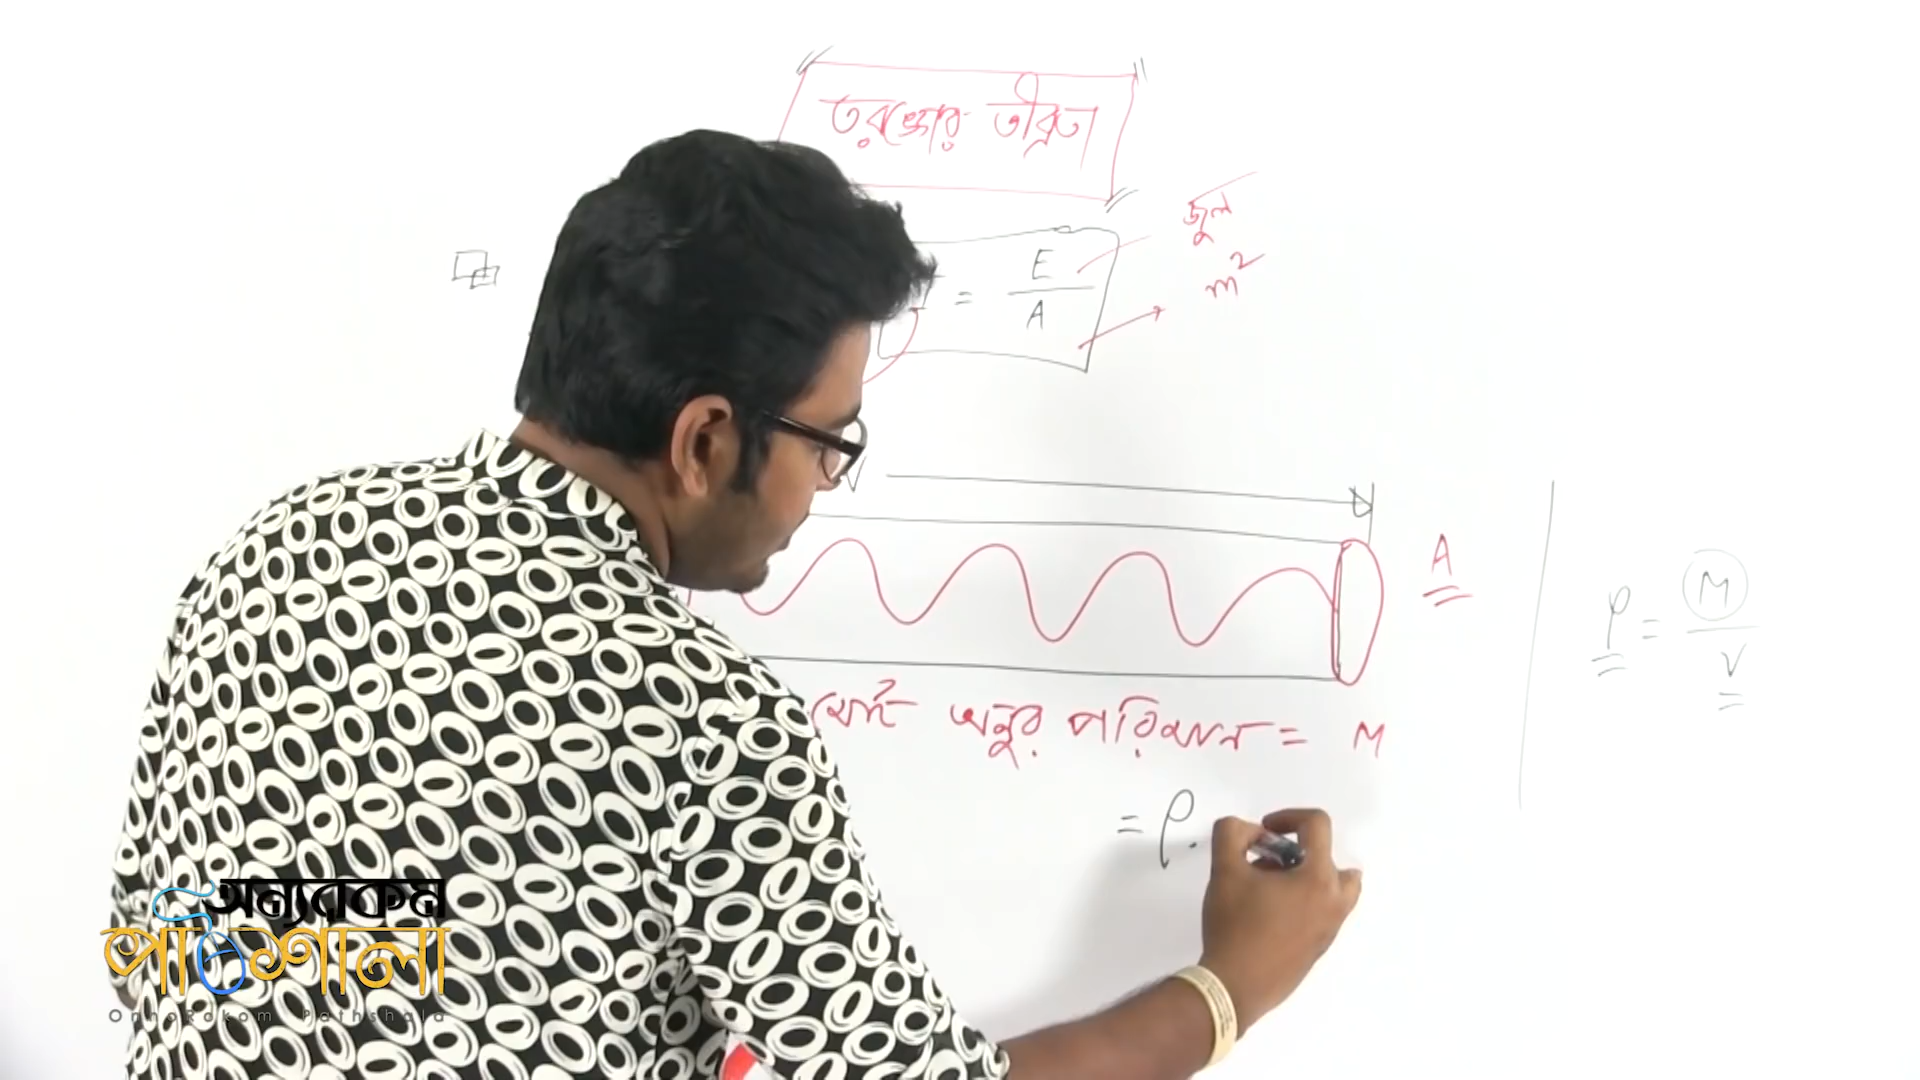 তরঙ্গের তীব্রতা
I = E / A
জুল
m²
A
ρ = M / V
মোট অনুর পরিমান = M
= ρ.
অন্যরকম
পাঠশালা
OnnoRokom Pathshala